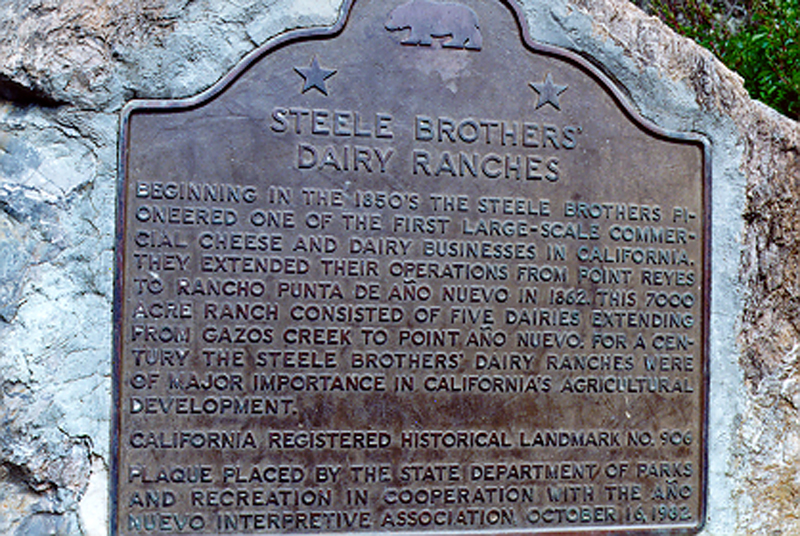 STEELE BROTHERS'
DAIRY RANCHES
BEGINNING IN THE 1850'S THE STEELE BROTHERS PI-
ONEERED ONE OF THE FIRST LARGE-SCALE COMMER-
CIAL CHEESE AND DAIRY BUSINESSES IN CALIFORNIA.
THEY EXTENDED THEIR OPERATIONS FROM POINT REYES
TO RANCHO PUNTA DE AÑO NUEVO IN 1862. THIS 7000
ACRE RANCH CONSISTED OF FIVE DAIRIES EXTENDING
FROM GAZOS CREEK TO POINT AÑO NUEVO. FOR A CEN-
TURY THE STEELE BROTHERS' DAIRY RANCHES WERE
OF MAJOR IMPORTANCE IN CALIFORNIA'S AGRICULTURAL
DEVELOPMENT.
CALIFORNIA REGISTERED HISTORICAL LANDMARK NO. 906
PLAQUE PLACED BY THE STATE DEPARTMENT OF PARKS
AND RECREATION IN COOPERATION WITH THE AÑO
NUEVO INTERPRETIVE ASSOCIATION, OCTOBER 16, 1982.